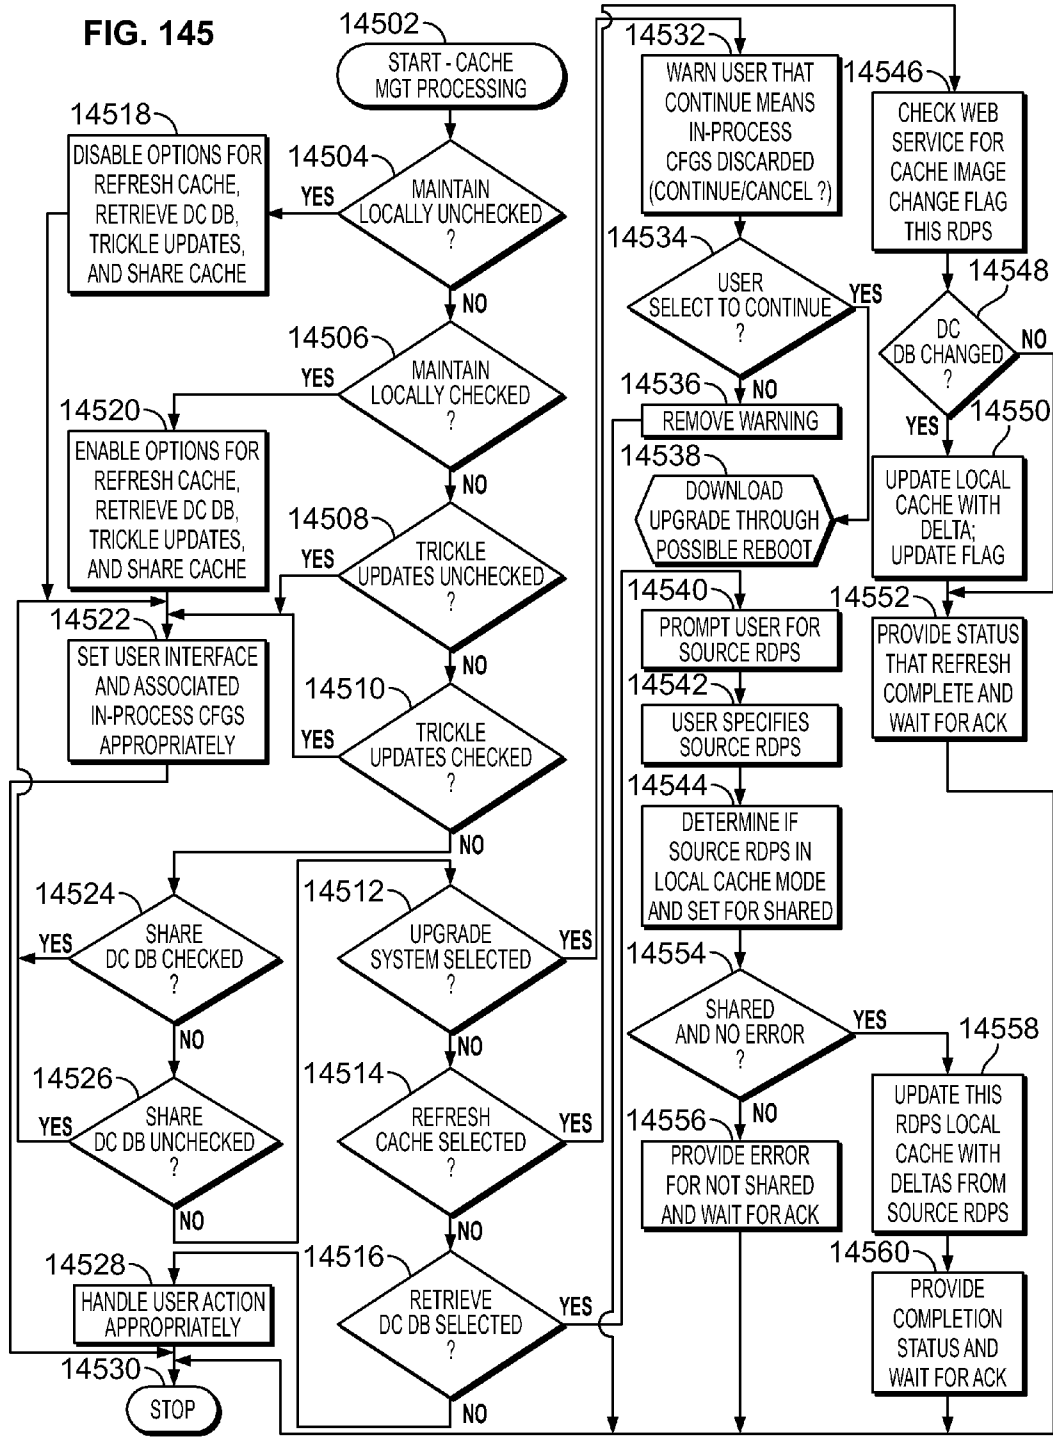 FIG. 145
14502
START - CACHE
MGT PROCESSING
14504
MAINTAIN
LOCALLY UNCHECKED
?
YES
NO
14518
DISABLE OPTIONS FOR
REFRESH CACHE,
RETRIEVE DC DB,
TRICKLE UPDATES,
AND SHARE CACHE
14506
MAINTAIN
LOCALLY CHECKED
?
YES
NO
14520
ENABLE OPTIONS FOR
REFRESH CACHE,
RETRIEVE DC DB,
TRICKLE UPDATES,
AND SHARE CACHE
14508
TRICKLE
UPDATES UNCHECKED
?
YES
NO
14522
SET USER INTERFACE
AND ASSOCIATED
IN-PROCESS CFGS
APPROPRIATELY
14510
TRICKLE
UPDATES CHECKED
?
YES
NO
14524
SHARE
DC DB CHECKED
?
YES
NO
14526
SHARE
DC DB UNCHECKED
?
YES
NO
14512
UPGRADE
SYSTEM SELECTED
?
YES
NO
14514
REFRESH
CACHE SELECTED
?
YES
NO
14516
RETRIEVE
DC DB SELECTED
?
YES
NO
14528
HANDLE USER ACTION
APPROPRIATELY
14530
STOP
14532
WARN USER THAT
CONTINUE MEANS
IN-PROCESS
CFGS DISCARDED
(CONTINUE/CANCEL ?)
14534
USER
SELECT TO CONTINUE
?
YES
NO
14536
REMOVE WARNING
14538
DOWNLOAD
UPGRADE THROUGH
POSSIBLE REBOOT
14540
PROMPT USER FOR
SOURCE RDPS
14542
USER SPECIFIES
SOURCE RDPS
14544
DETERMINE IF
SOURCE RDPS IN
LOCAL CACHE MODE
AND SET FOR SHARED
14554
SHARED
AND NO ERROR
?
YES
NO
14556
PROVIDE ERROR
FOR NOT SHARED
AND WAIT FOR ACK
14546
CHECK WEB
SERVICE FOR
CACHE IMAGE
CHANGE FLAG
THIS RDPS
14548
DC
DB CHANGED
?
NO
YES
14550
UPDATE LOCAL
CACHE WITH
DELTA;
UPDATE FLAG
14552
PROVIDE STATUS
THAT REFRESH
COMPLETE AND
WAIT FOR ACK
14558
UPDATE THIS
RDPS LOCAL
CACHE WITH
DELTAS FROM
SOURCE RDPS
14560
PROVIDE
COMPLETION
STATUS AND
WAIT FOR ACK